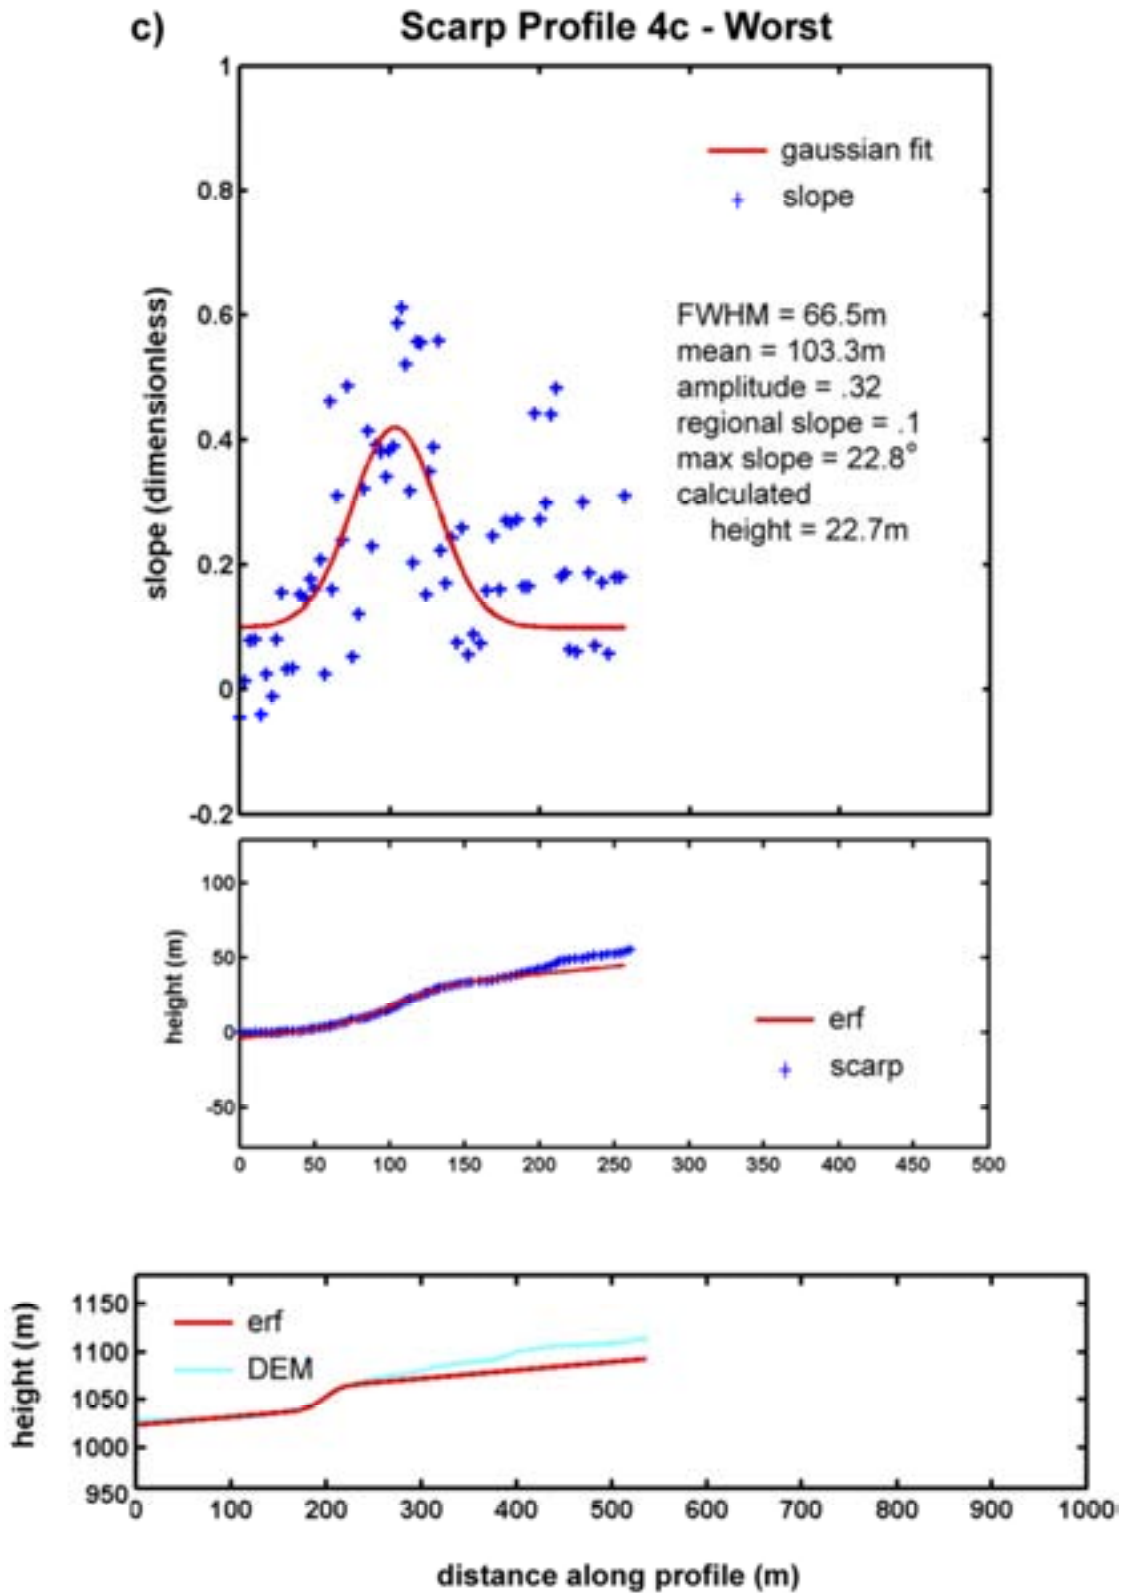 c) Scarp Profile 4c - Worst
1
0.8
0.6
0.4
0.2
0
-0.2
slope (dimensionless)
gaussian fit
slope
FWHM = 66.5m
mean = 103.3m
amplitude = .32
regional slope = .1
max slope = 22.8°
calculated
height = 22.7m
100
50
0
-50
height (m)
erf
scarp
0 50 100 150 200 250 300 350 400 450 500
1150
1100
1050
1000
950
height (m)
erf
DEM
0 100 200 300 400 500 600 700 800 900 1000
distance along profile (m)